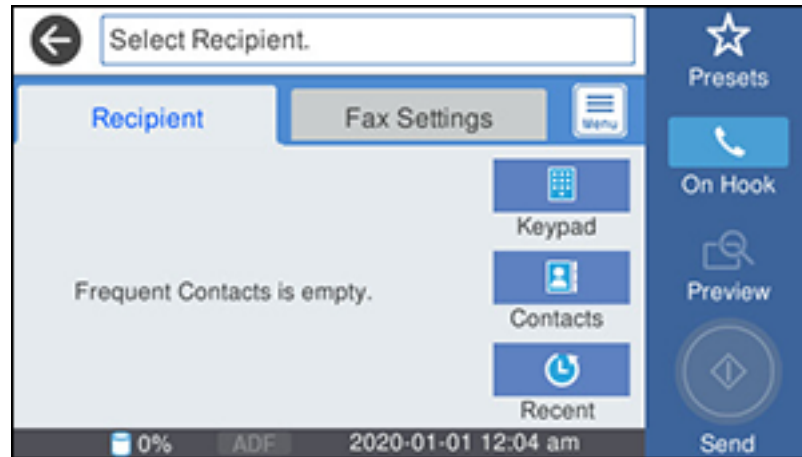 Select Recipient.
Presets
Recipient
Fax Settings
Menu
On Hook
Keypad
Frequent Contacts is empty.
Preview
Contacts
Recent
0%
ADF
2020-01-01 12:04 am
Send